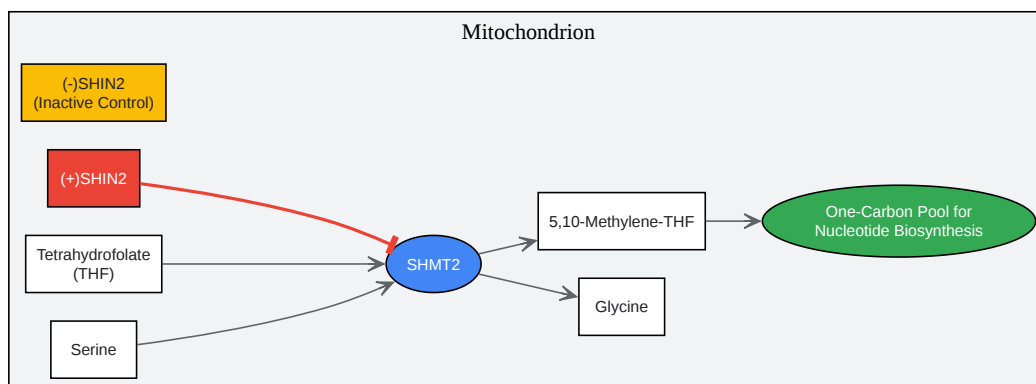 Mitochondrion
(-)SHIN2
(Inactive Control)
(+)SHIN2
Tetrahydrofolate
(THF)
Serine
SHMT2
5,10-Methylene-THF
Glycine
One-Carbon Pool for
Nucleotide Biosynthesis